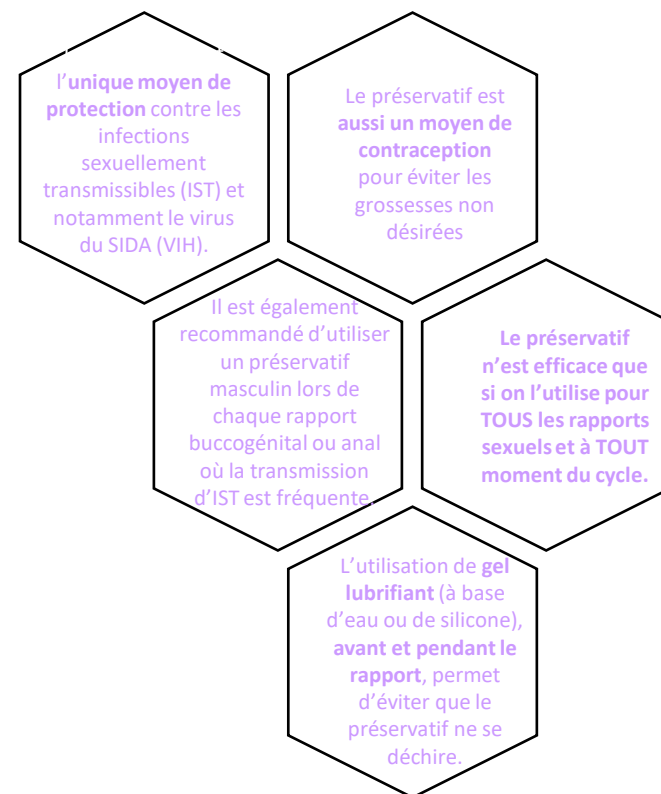 l'unique moyen de
protection contre les
infections
sexuellement
transmissibles (IST) et
notamment le virus
du SIDA (VIH).
Le préservatif est
aussi un moyen de
contraception
pour éviter les
grossesses non
désirées
Il est également
recommandé d'utiliser
un préservatif
masculin lors de
chaque rapport
buccogénital ou anal
où la transmission
d'IST est fréquente.
Le préservatif
n'est efficace que
si on l'utilise pour
TOUS les rapports
sexuels et à TOUT
moment du cycle.
L'utilisation de gel
lubrifiant (à base
d'eau ou de silicone),
avant et pendant le
rapport, permet
d'éviter que le
préservatif ne se
déchire.